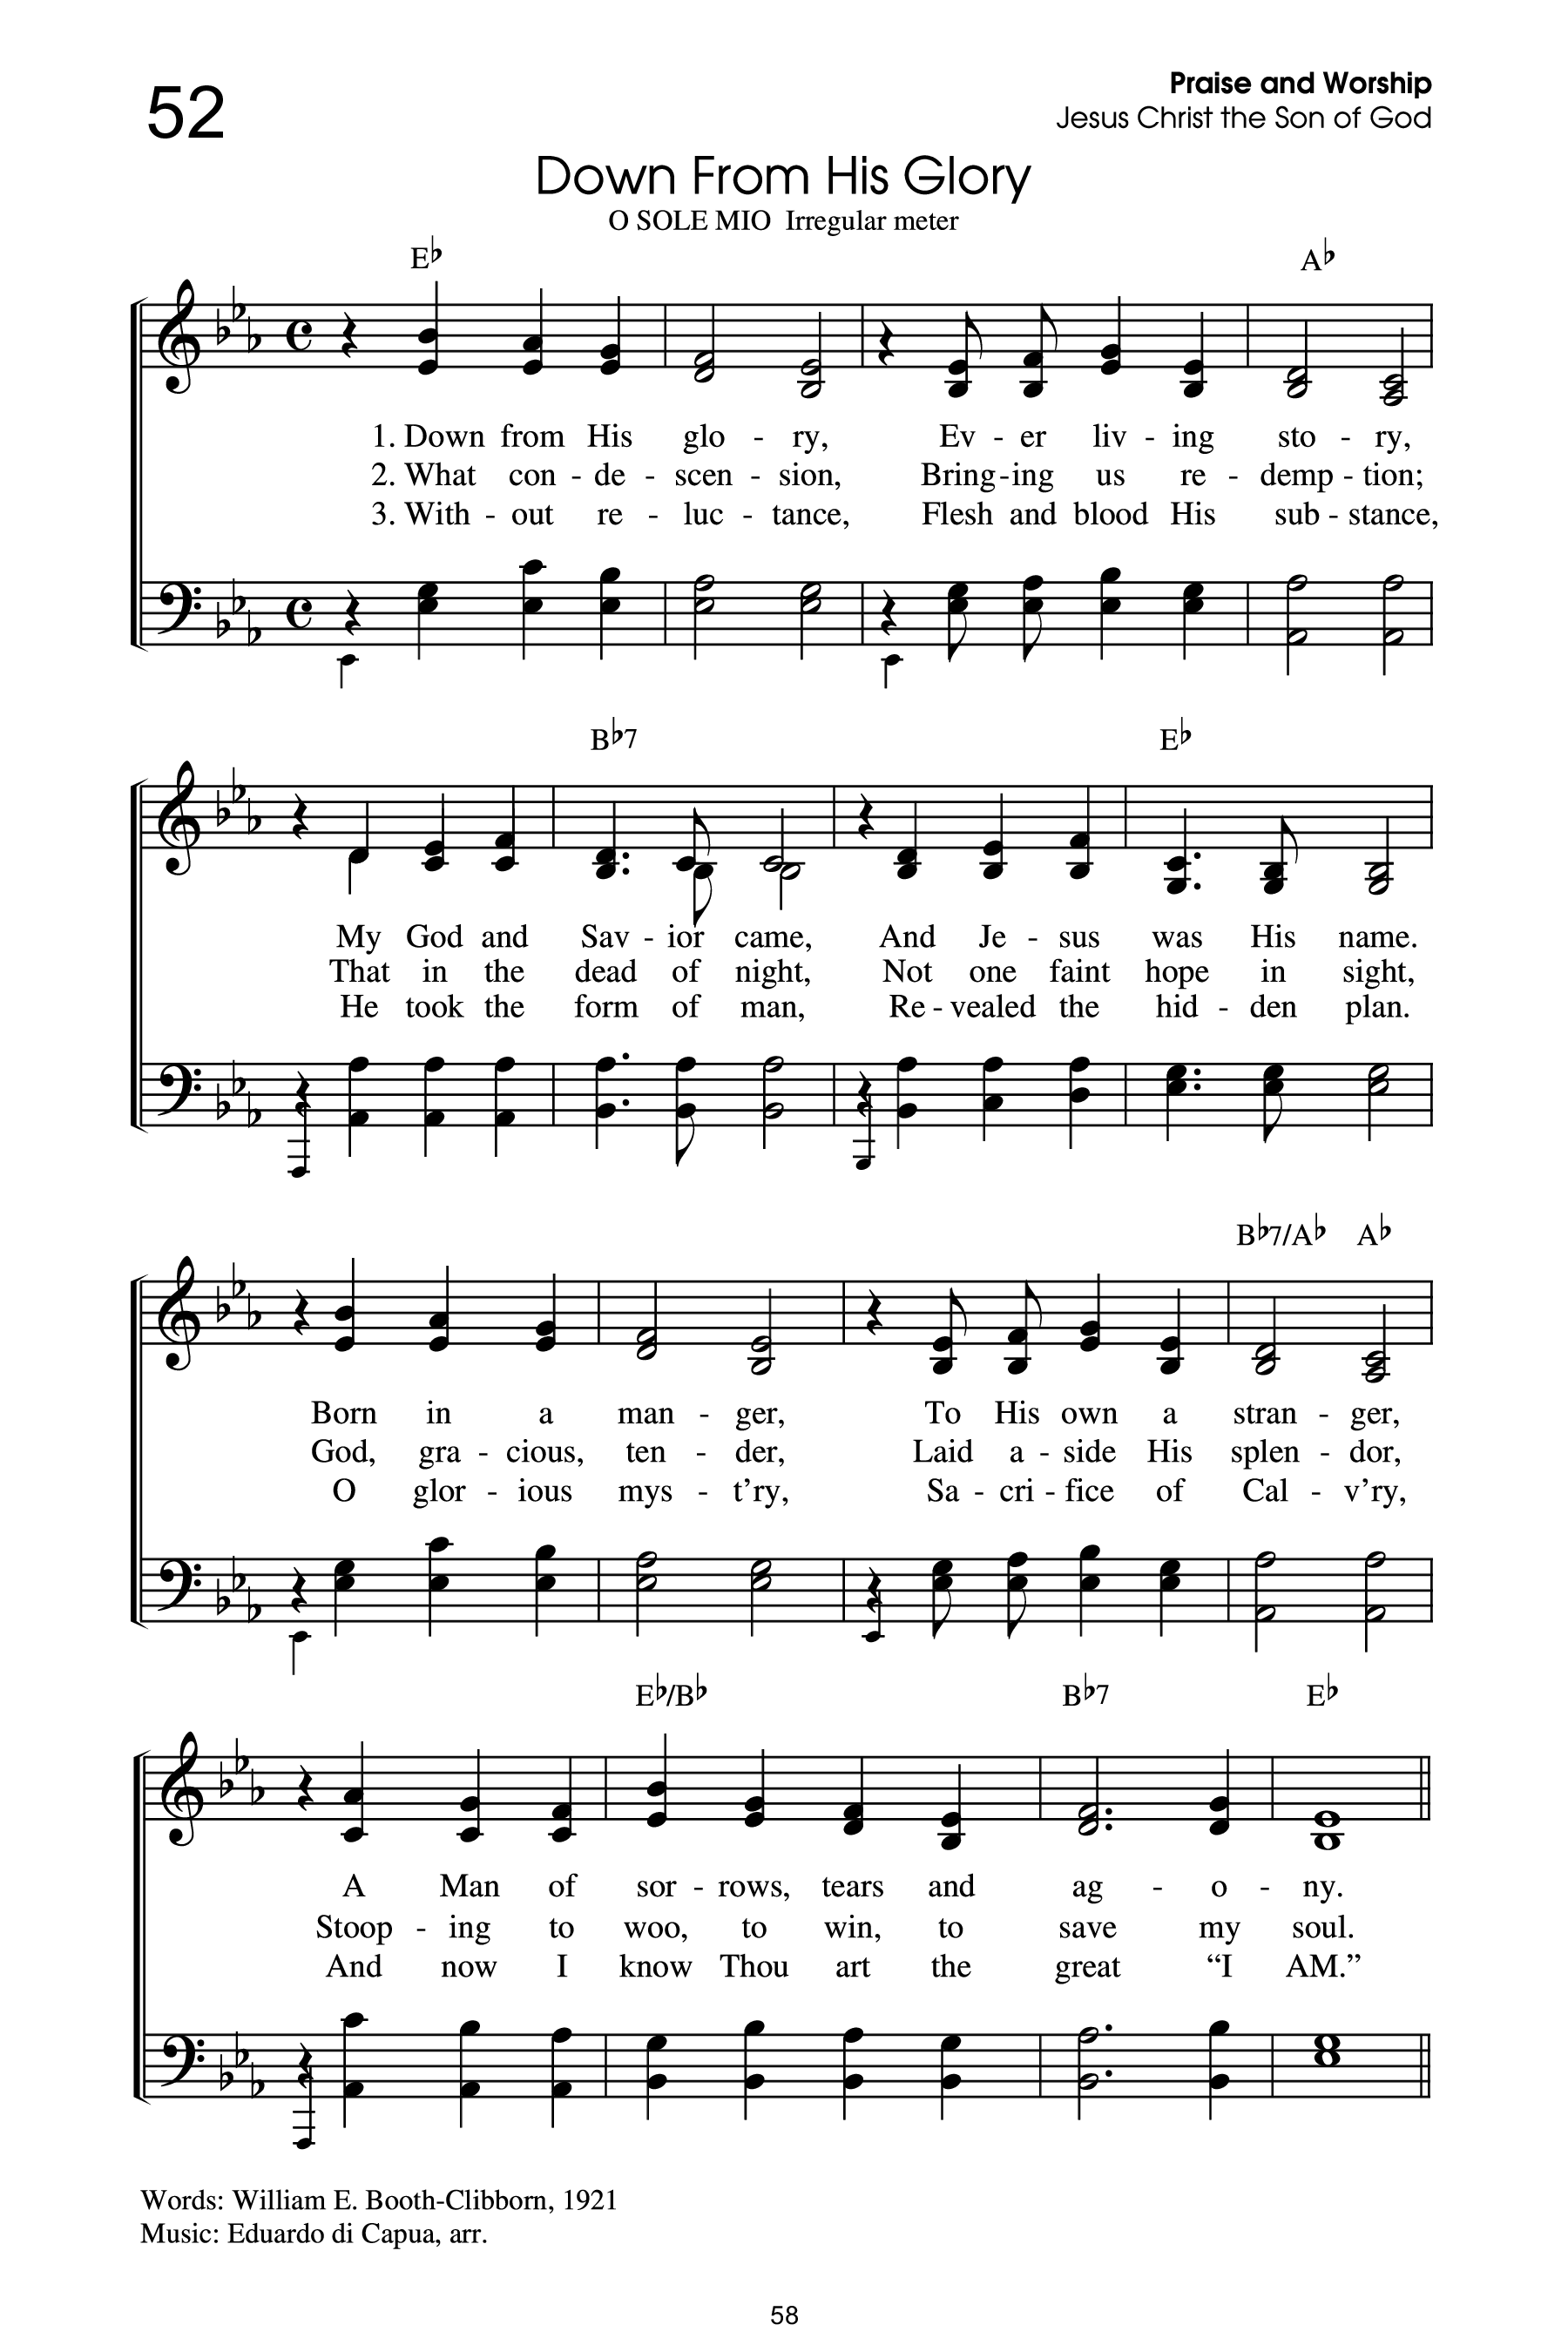 52
Praise and Worship
Jesus Christ the Son of God
Down From His Glory
O SOLE MIO  Irregular meter
E♭ A♭
1. Down from His glo - ry, Ev - er liv - ing sto - ry,
2. What con - de - scen - sion, Bring - ing us re - demp - tion;
3. With - out re - luc - tance, Flesh and blood His sub - stance,
B♭7 E♭
My God and Sav - ior came, And Je - sus was His name.
That in the dead of night, Not one faint hope in sight,
He took the form of man, Re - vealed the hid - den plan.
B♭7/A♭ A♭
Born in a man - ger, To His own a stran - ger,
God, gra - cious, ten - der, Laid a - side His splen - dor,
O glor - ious mys - t’ry, Sa - cri - fice of Cal - v’ry,
E♭/B♭ B♭7 E♭
A Man of sor - rows, tears and ag - o - ny.
Stoop - ing to woo, to win, to save my soul.
And now I know Thou art the great “I AM.”
Words: William E. Booth-Clibborn, 1921
Music: Eduardo di Capua, arr.
58